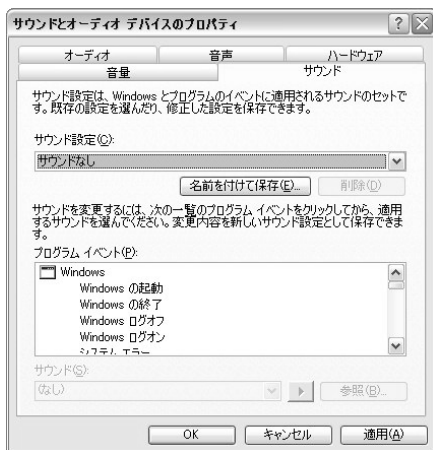 サウンドとオーディオ デバイスのプロパティ
オーディオ
音声
ハードウェア
音量
サウンド
サウンド設定は、Windows とプログラムのイベントに適用されるサウンドのセットで
す。既存の設定を選んだり、修正した設定を保存できます。
サウンド設定(C):
サウンドなし
名前を付けて保存(E)...
削除(D)
サウンドを変更するには、次の一覧のプログラム イベントをクリックしてから、適用
するサウンドを選んでください。変更内容を新しいサウンド設定として保存できま
す。
プログラム イベント(P):
Windows
Windows の起動
Windows の終了
Windows ログオフ
Windows ログオン
システム エラー
サウンド(S):
(なし)
参照(B)...
OK
キャンセル
適用(A)